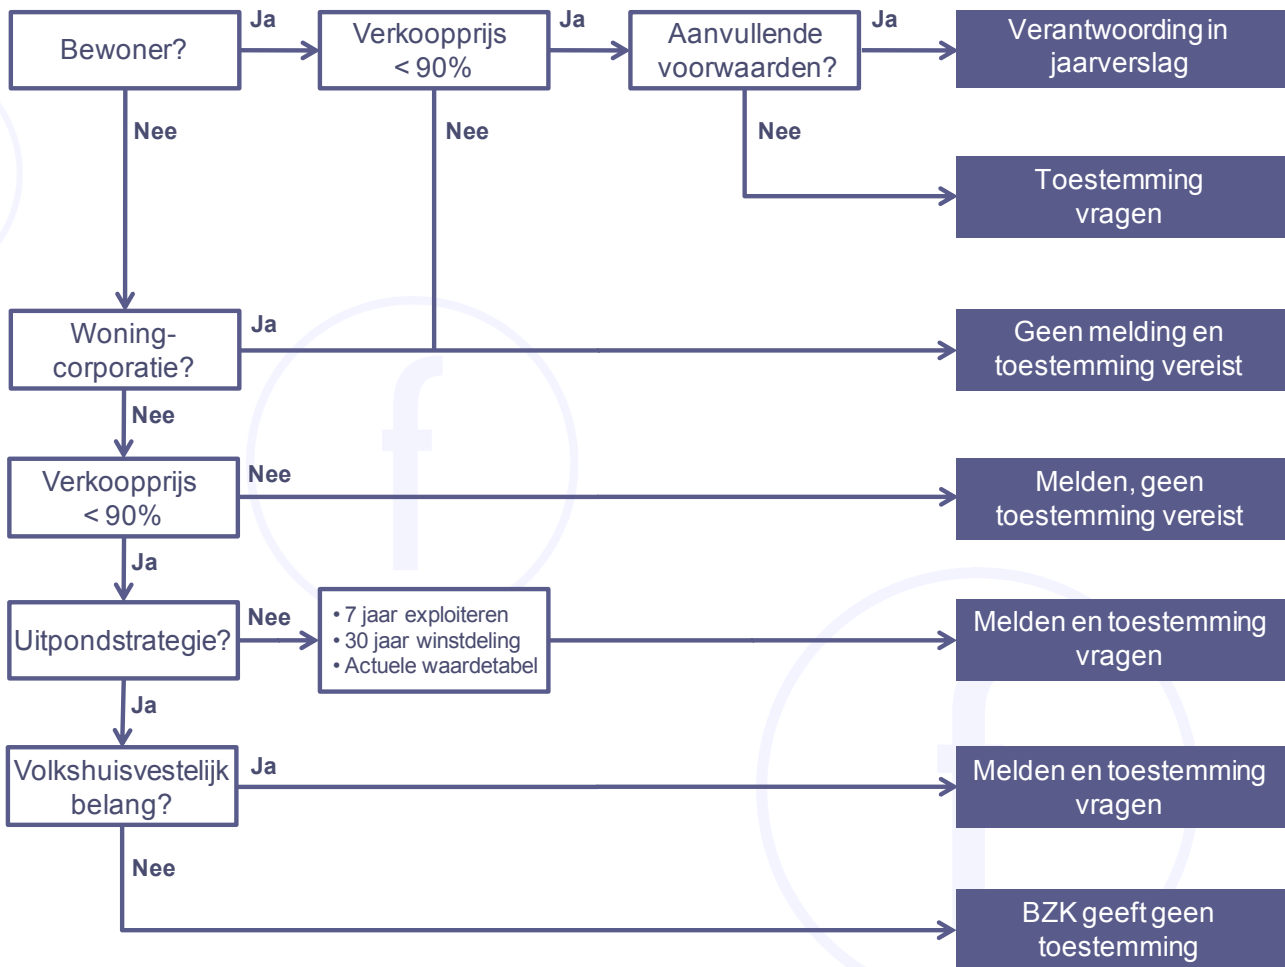 Bewoner?
Ja
Verkoopprijs
< 90%
Ja
Aanvullende
voorwaarden?
Ja
Verantwoording in
jaarverslag
Nee
Nee
Nee
Toestemming
vragen
Woning-
corporatie?
Ja
Geen melding en
toestemming vereist
Nee
Verkoopprijs
< 90%
Nee
Melden, geen
toestemming vereist
Ja
Uitpondstrategie?
Nee
• 7 jaar exploiteren
• 30 jaar winstdeling
• Actuele waardetabel
Melden en toestemming
vragen
Ja
Volkshuisvestelijk
belang?
Ja
Melden en toestemming
vragen
Nee
BZK geeft geen
toestemming